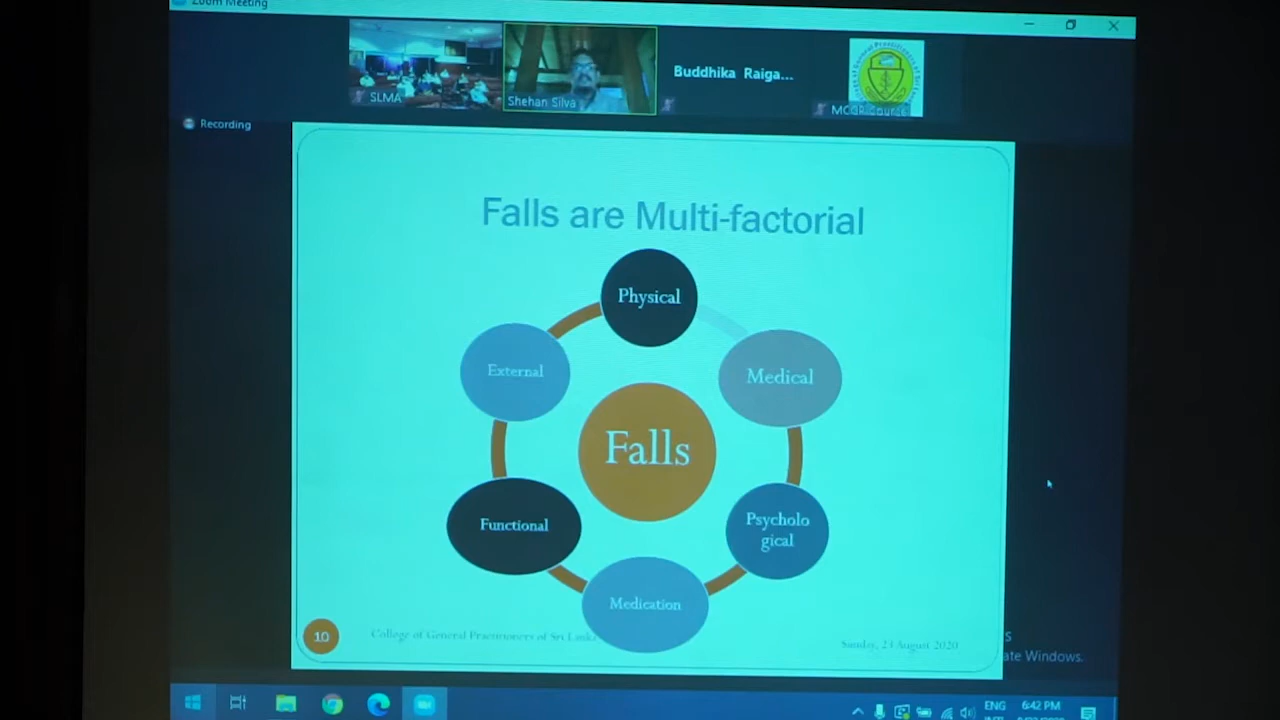 Zoom Meeting
SLMA
Shehan Silva
Buddhika Raiga...
Recording
Falls are Multi-factorial
Physical
External
Medical
Falls
Functional
Psycholo
gical
Medication
10
College of General Practitioners of Sri Lanka
Sunday, 23 August 2020
ate Windows.
ENG
6:42 PM